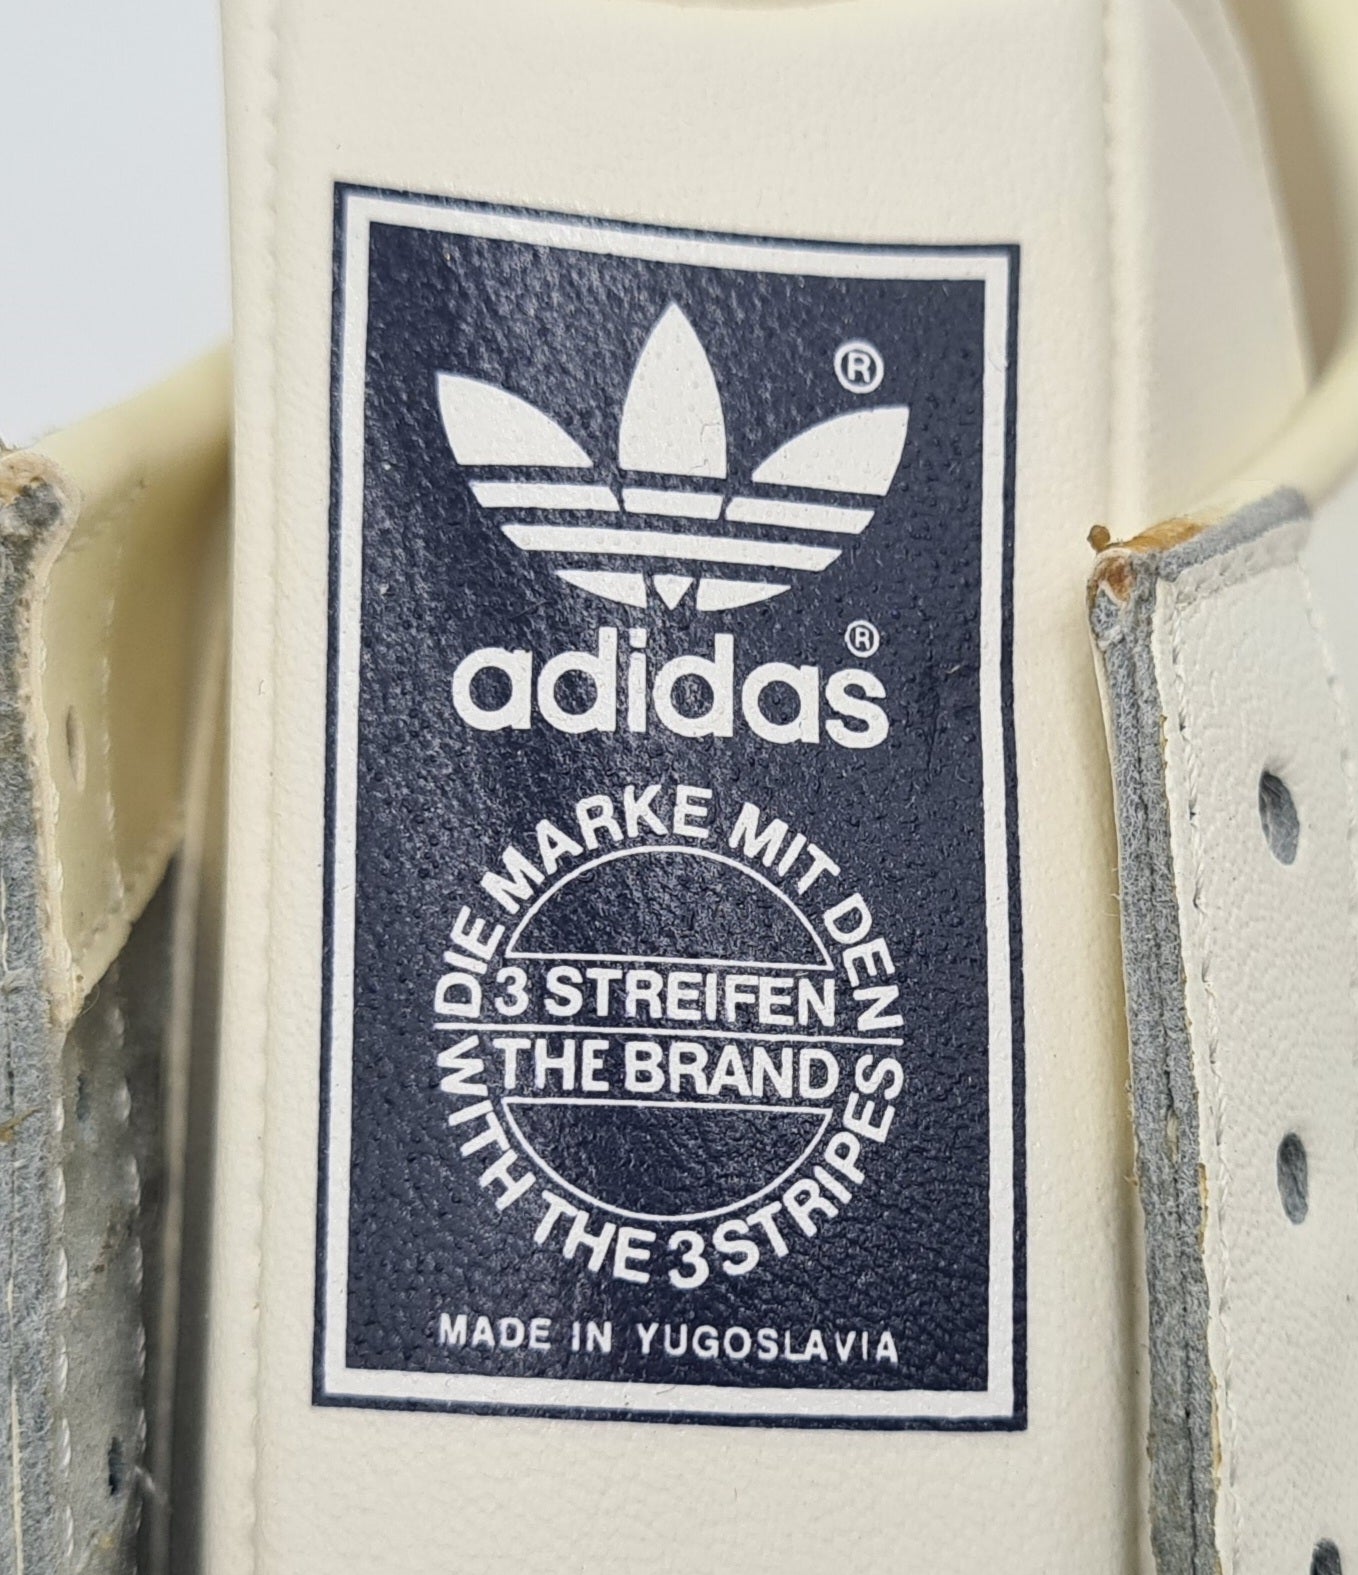 ®
adidas®
DIE MARKE MIT DEN
3 STREIFEN
THE BRAND
WITH THE 3 STRIPES
MADE IN YUGOSLAVIA